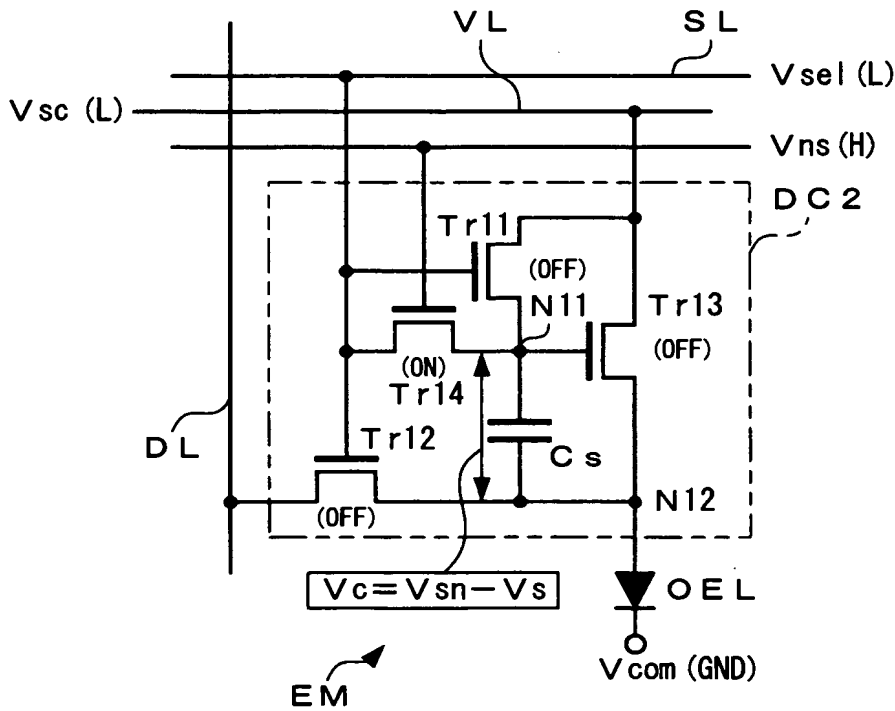 VL
SL
Vsel(L)
Vsc(L)
Vns(H)
DC2
Tr11
(OFF)
N11
Tr13
(OFF)
(ON)
Tr14
DL
Tr12
Cs
(OFF)
N12
Vc=Vsn-Vs
OEL
Vcom(GND)
EM